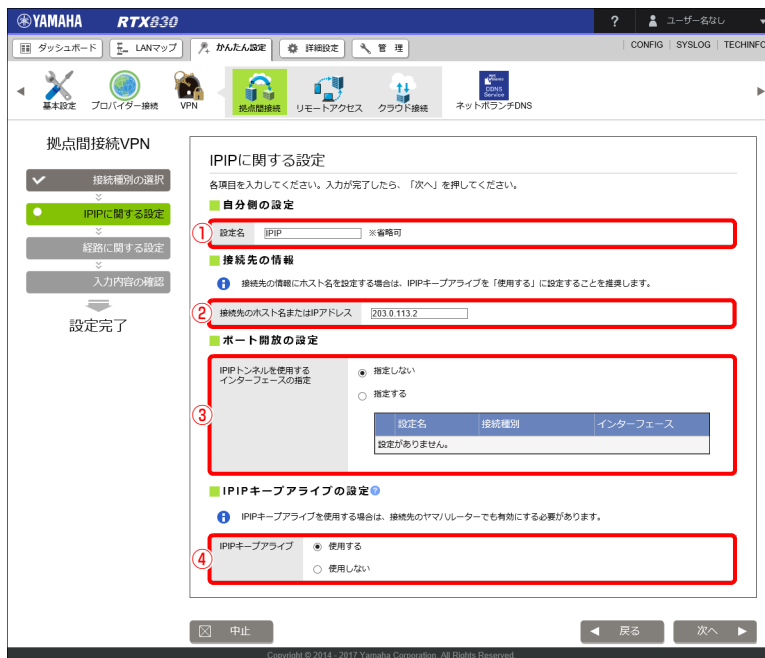 YAMAHA RTX830 ? ユーザー名なし
ダッシュボード LANマップ かんたん設定 詳細設定 管 理 CONFIG SYSLOG TECHINFO
基本設定 プロバイダー接続 VPN 拠点間接続 リモートアクセス クラウド接続 ネットボランチDNS
拠点間接続VPN
接続種別の選択
IPIPに関する設定
経路に関する設定
入力内容の確認
設定完了
IPIPに関する設定
各項目を入力してください。入力が完了したら、「次へ」を押してください。
自分側の設定
① 設定名 IPIP ※省略可
接続先の情報
接続先の情報にホスト名を設定する場合は、IPIPキープアライブを「使用する」に設定することを推奨します。
② 接続先のホスト名またはIPアドレス 203.0.113.2
ポート開放の設定
③ IPIPトンネルを使用する
インターフェースの指定
指定しない
指定する
設定名 接続種別 インターフェース
設定がありません。
IPIPキープアライブの設定 ?
IPIPキープアライブを使用する場合は、接続先のヤマハルーターでも有効にする必要があります。
④ IPIPキープアライブ 使用する
使用しない
中止 戻る 次へ
Copyright © 2014 - 2017 Yamaha Corporation. All Rights Reserved.